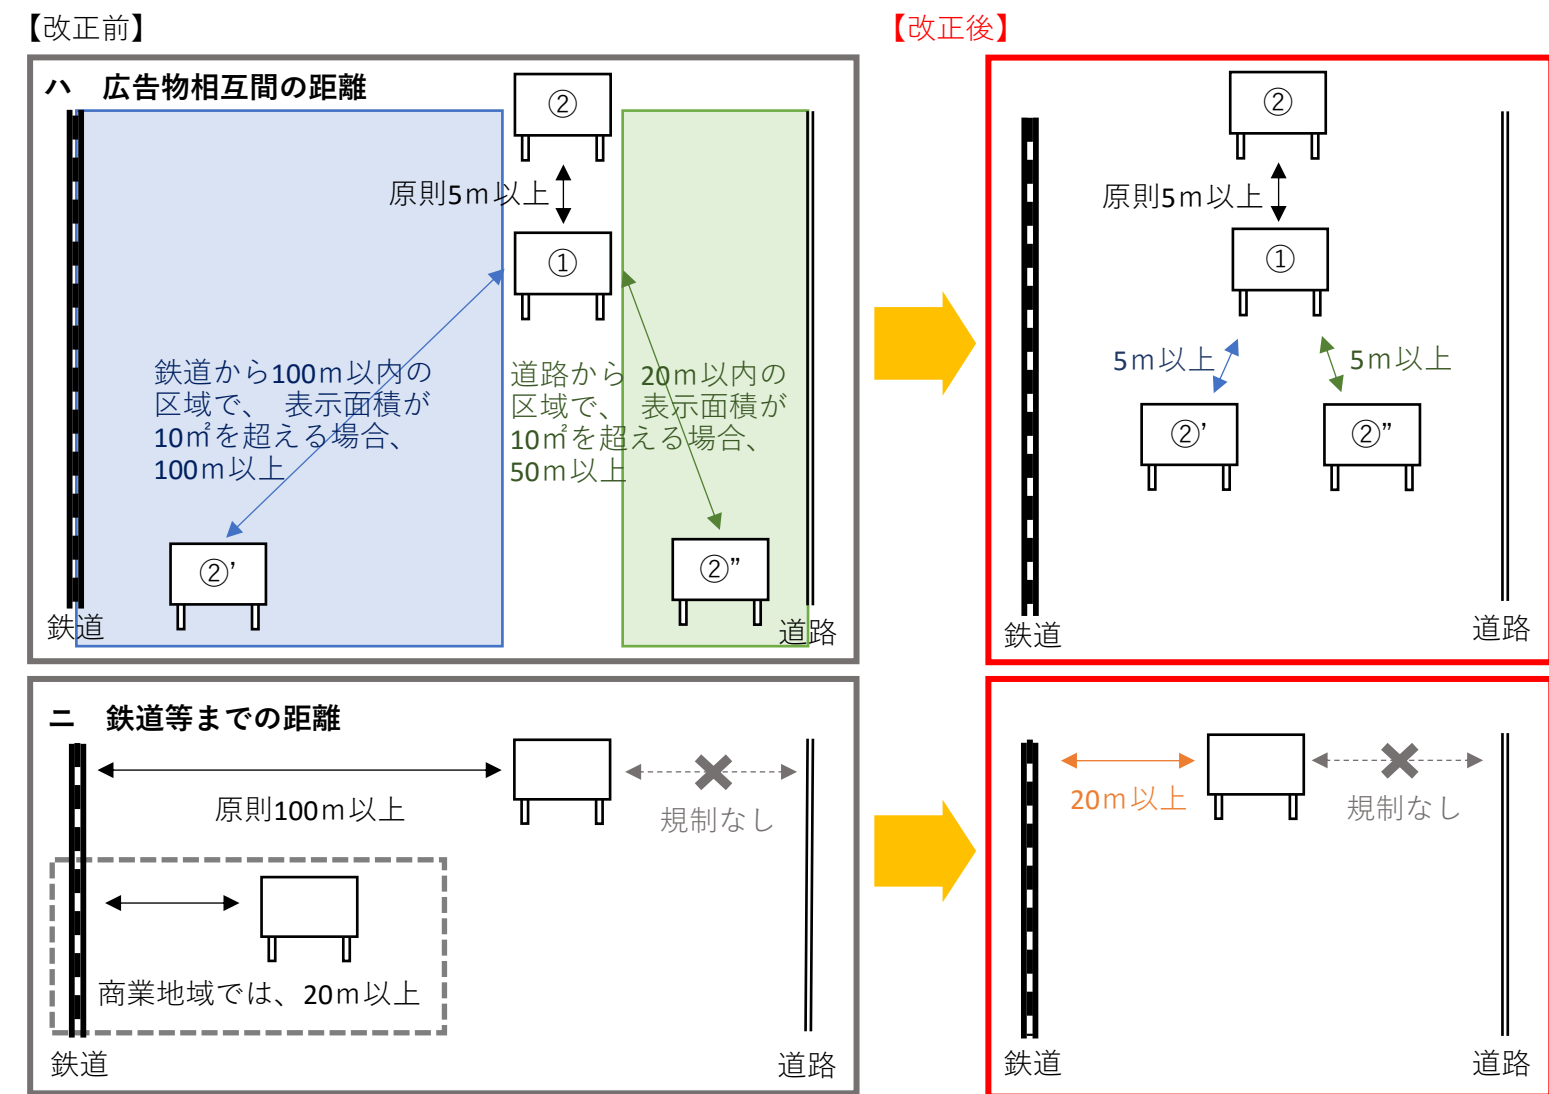 【改正前】
ハ 広告物相互間の距離
②
原則5m以上
①
鉄道から100m以内の
区域で、 表示面積が
10㎡を超える場合、
100m以上
道路から 20m以内の
区域で、 表示面積が
10㎡を超える場合、
50m以上
②’
②”
鉄道
道路
【改正後】
②
原則5m以上
①
5m以上
5m以上
②’
②”
鉄道
道路
ニ 鉄道等までの距離
原則100m以上
規制なし
商業地域では、20m以上
鉄道
道路
20m以上
規制なし
鉄道
道路